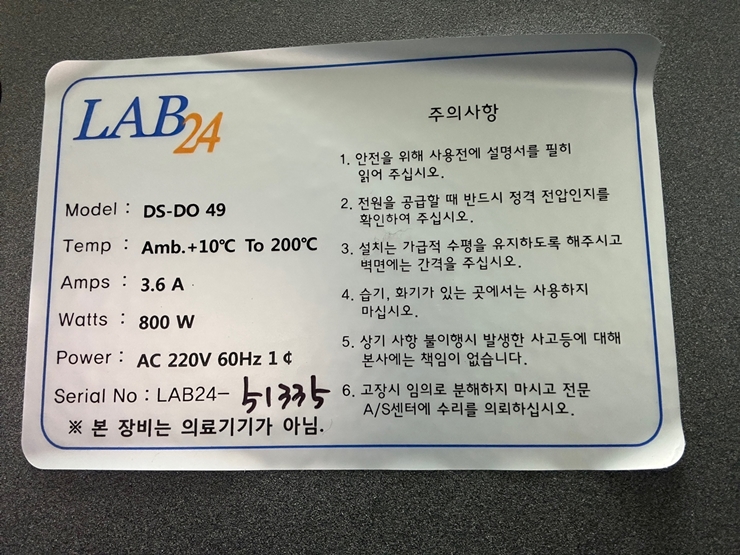 LAB24
Model : DS-DO 49
Temp : Amb.+10℃ To 200℃
Amps : 3.6 A
Watts : 800 W
Power : AC 220V 60Hz 1 ¢
Serial No : LAB24- 51335
※ 본 장비는 의료기기가 아님.
주의사항
1. 안전을 위해 사용전에 설명서를 필히
읽어 주십시오.
2. 전원을 공급할 때 반드시 정격 전압인지를
확인하여 주십시오.
3. 설치는 가급적 수평을 유지하도록 해주시고
벽면에는 간격을 주십시오.
4. 습기, 화기가 있는 곳에서는 사용하지
마십시오.
5. 상기 사항 불이행시 발생한 사고등에 대해
본사에는 책임이 없습니다.
6. 고장시 임의로 분해하지 마시고 전문
A/S센터에 수리를 의뢰하십시오.